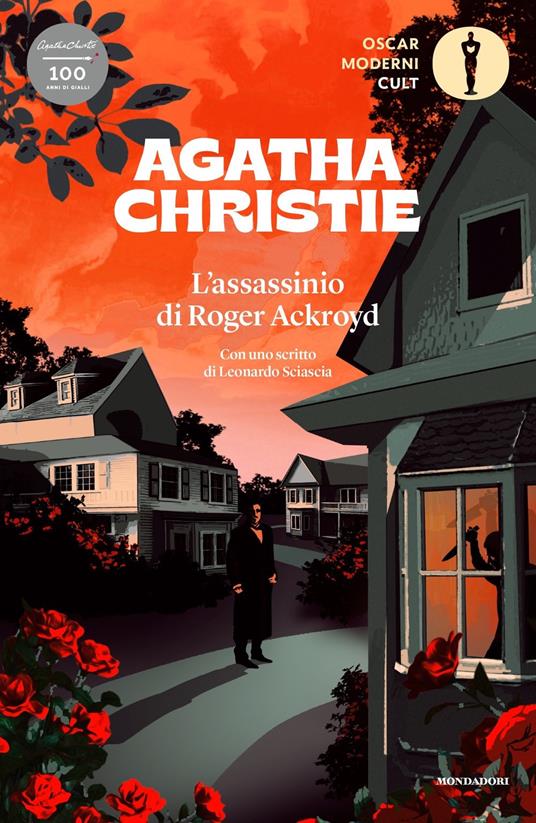 Agatha Christie
100
ANNI DI GIALLI
OSCAR
MODERNI
CULT
AGATHA
CHRISTIE
L'assassinio
di Roger Ackroyd
Con uno scritto
di Leonardo Sciascia
MONDADORI